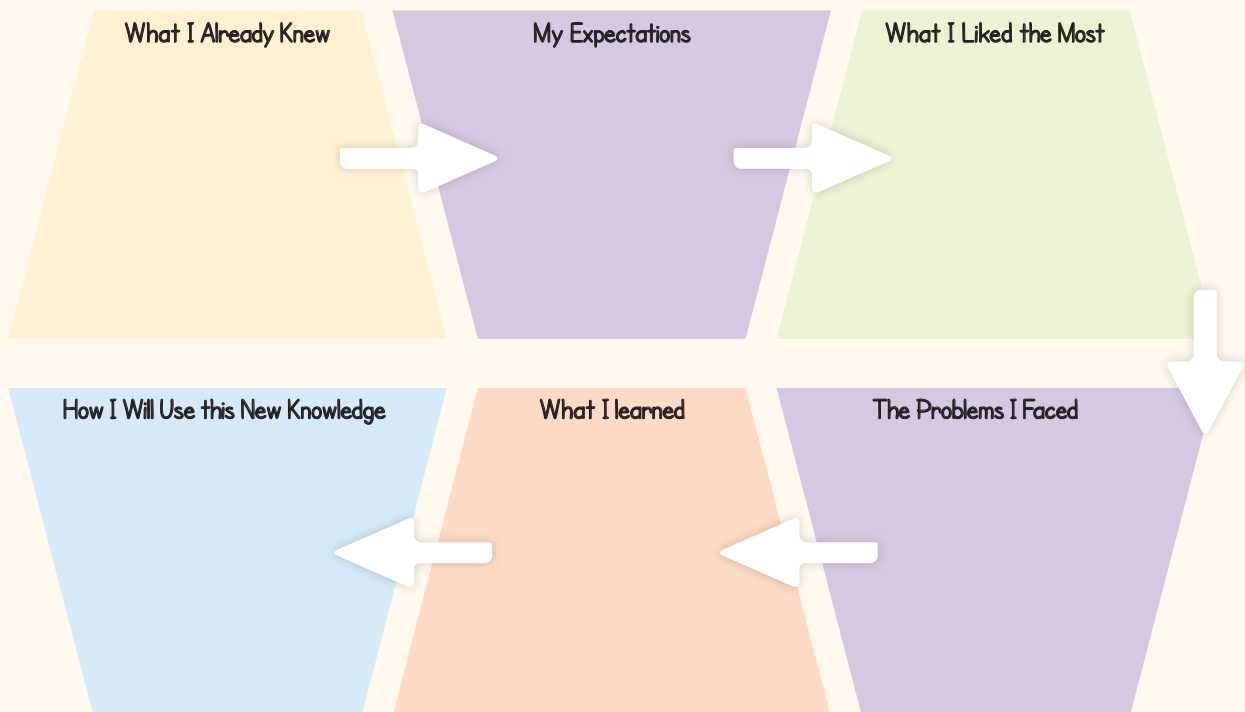 What I Already Knew
My Expectations
What I Liked the Most
The Problems I Faced
What I learned
How I Will Use this New Knowledge